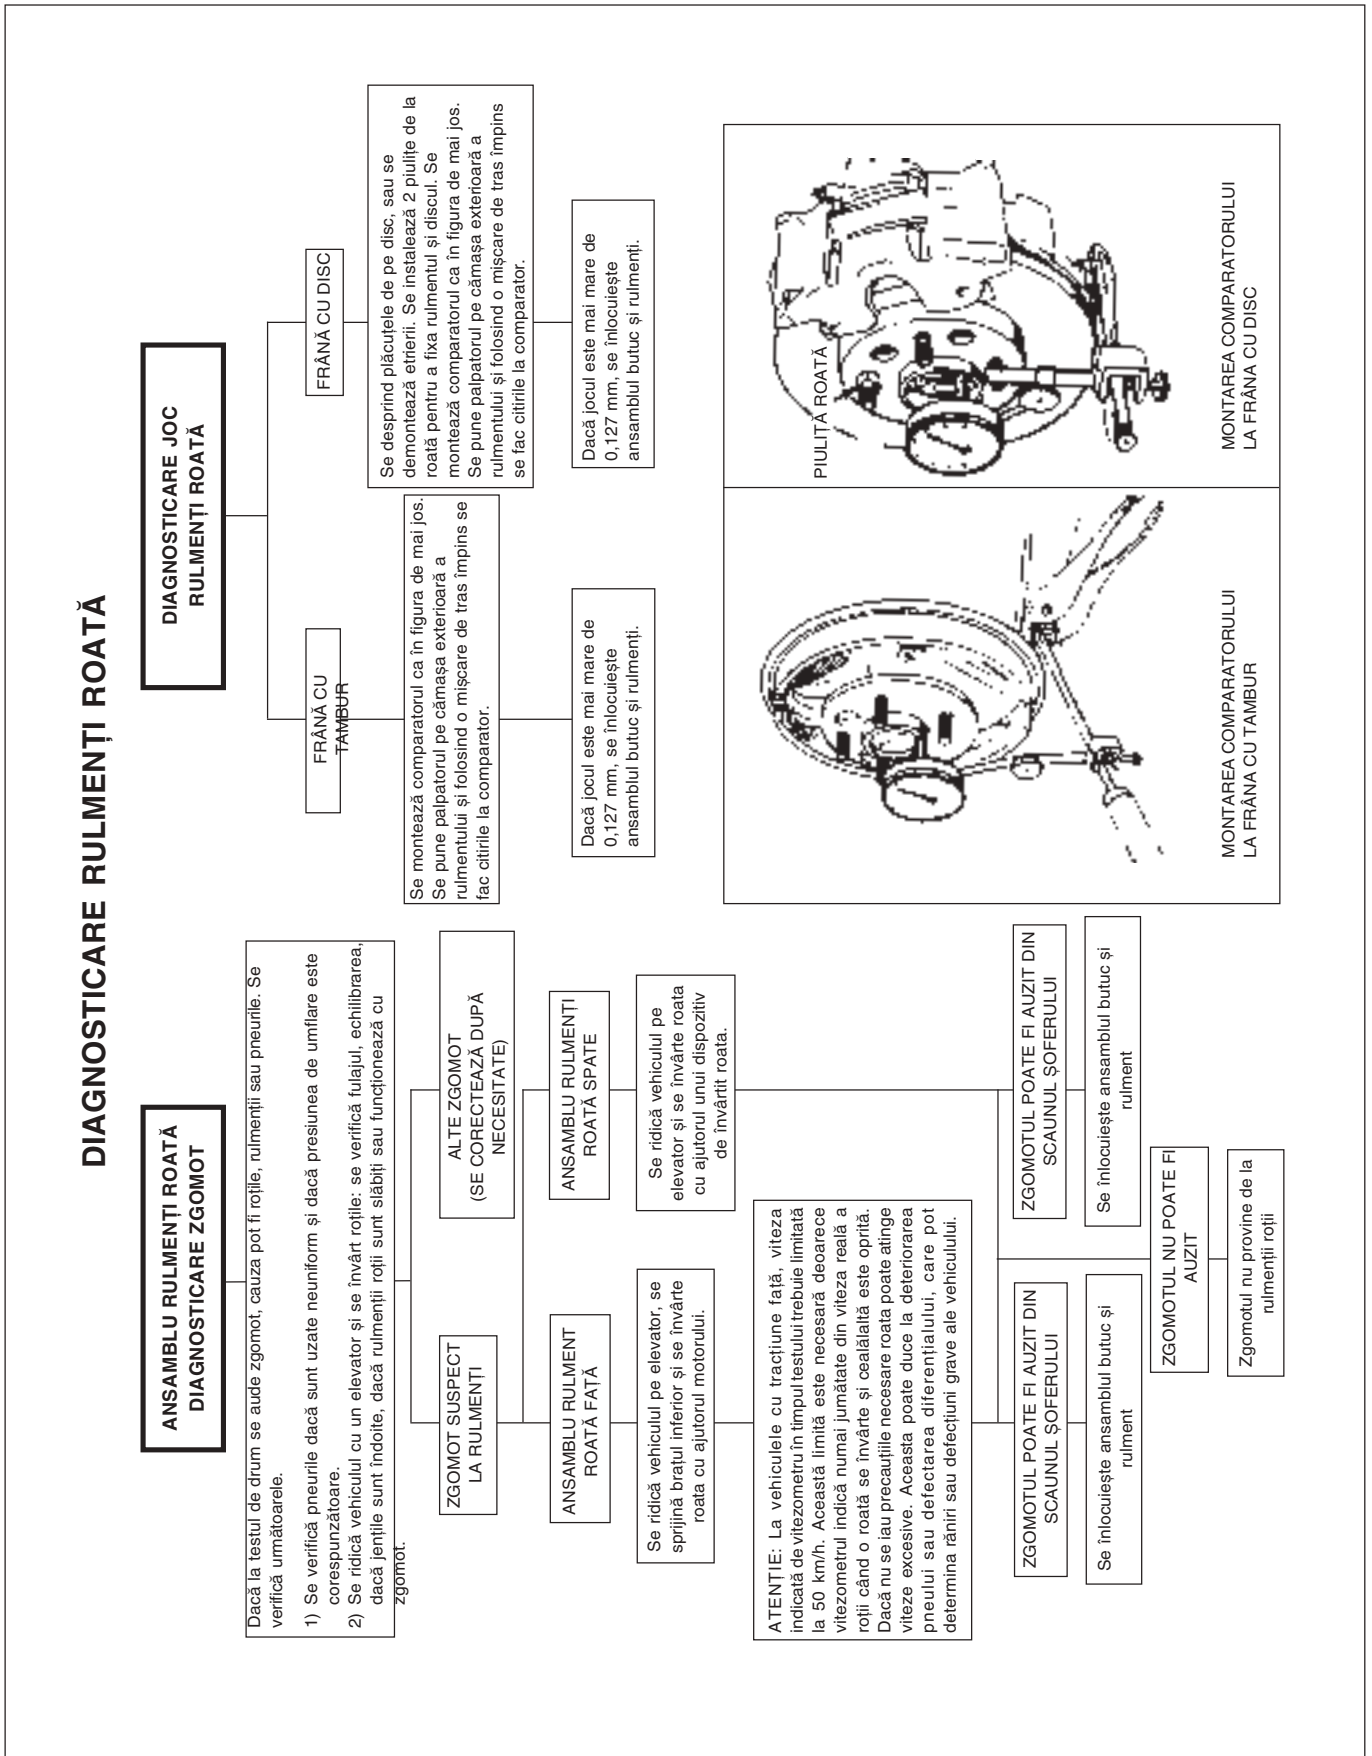 DIAGNOSTICARE RULMENȚI ROATĂ
ANSAMBLU RULMENȚI ROATĂ
DIAGNOSTICARE ZGOMOT
Dacă la testul de drum se aude zgomot, cauza pot fi roțile, rulmenții sau pneurile. Se
verifică următoarele.
1) Se verifică pneurile dacă sunt uzate neuniform și dacă presiunea de umflare este
corespunzătoare.
2) Se ridică vehiculul cu un elevator și se învârt roțile: se verifică fulajul, echilibrarea,
dacă jențile sunt îndoite, dacă rulmenții roții sunt slăbiți sau funcționează cu
zgomot.
ZGOMOT SUSPECT
LA RULMENȚI
ALTE ZGOMOT
(SE CORECTEAZĂ DUPĂ
NECESITATE)
ANSAMBLU RULMENT
ROATĂ FAȚĂ
ANSAMBLU RULMENȚI
ROATĂ SPATE
Se ridică vehiculul pe elevator, se
sprijină brațul inferior și se învârte
roata cu ajutorul motorului.
Se ridică vehiculul pe
elevator și se învârte roata
cu ajutorul unui dispozitiv
de învârtit roata.
ATENȚIE: La vehiculele cu tracțiune față, viteza
indicată de vitezometru în timpul testului trebuie limitată
la 50 km/h. Această limită este necesară deoarece
vitezometrul indică numai jumătate din viteza reală a
roții când o roată se învârte și cealălaltă este oprită.
Dacă nu se iau precauțiile necesare roata poate atinge
viteze excesive. Aceasta poate duce la deteriorarea
pneului sau defectarea diferențialului, care pot
determina răniri sau defecțiuni grave ale vehiculului.
ZGOMOTUL POATE FI AUZIT DIN
SCAUNUL ȘOFERULUI
Se înlocuiește ansamblul butuc și
rulment
ZGOMOTUL POATE FI AUZIT DIN
SCAUNUL ȘOFERULUI
Se înlocuiește ansamblul butuc și
rulment
ZGOMOTUL NU POATE FI
AUZIT
Zgomotul nu provine de la
rulmenții roții
DIAGNOSTICARE JOC
RULMENȚI ROATĂ
FRÂNĂ CU
TAMBUR
Se montează comparatorul ca în figura de mai jos.
Se pune palpatorul pe cămașa exterioară a
rulmentului și folosind o mișcare de tras împins se
fac citirile la comparator.
Dacă jocul este mai mare de
0,127 mm, se înlocuiește
ansamblul butuc și rulmenți.
FRÂNĂ CU DISC
Se desprind plăcuțele de pe disc, sau se
demontează etrierii. Se instalează 2 piulițe de la
roată pentru a fixa rulmentul și discul. Se
montează comparatorul ca în figura de mai jos.
Se pune palpatorul pe cămașa exterioară a
rulmentului și folosind o mișcare de tras împins
se fac citirile la comparator.
Dacă jocul este mai mare de
0,127 mm, se înlocuiește
ansamblul butuc și rulmenți.
MONTAREA COMPARATORULUI
LA FRÂNA CU TAMBUR
PIULIȚĂ ROATĂ
MONTAREA COMPARATORULUI
LA FRÂNA CU DISC